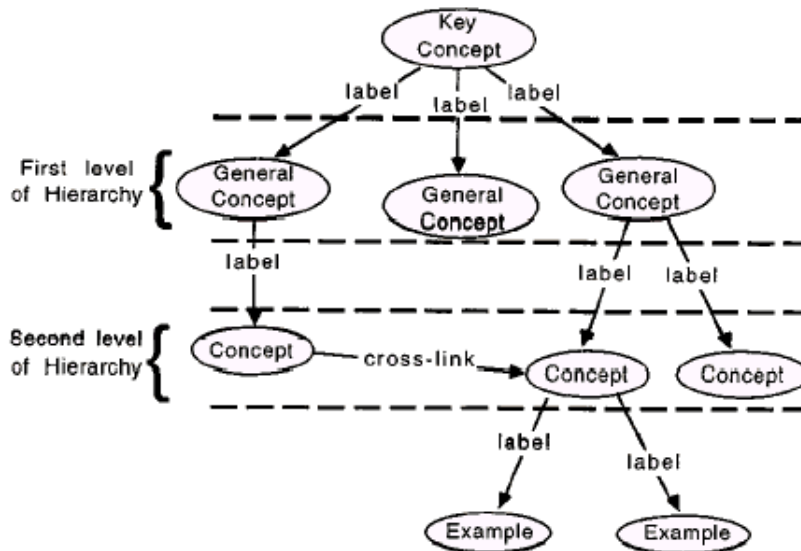 Key
Concept
label
label
label
First level
of Hierarchy
General
Concept
General
Concept
General
Concept
label
label
label
Second level
of Hierarchy
Concept
cross-link
Concept
Concept
label
label
Example
Example